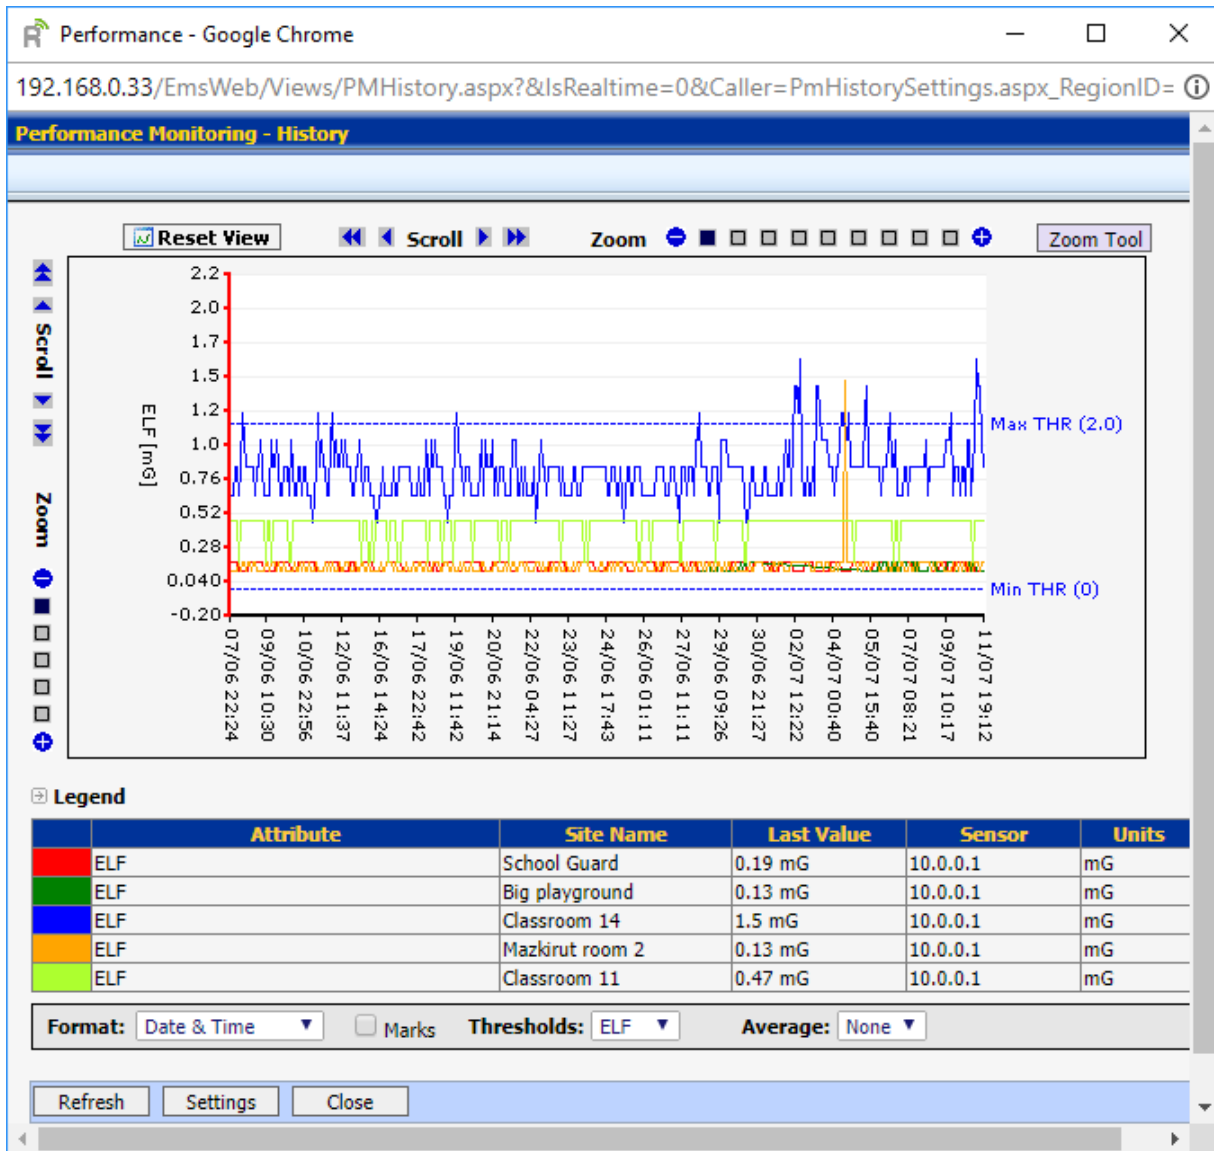 Performance - Google Chrome
192.168.0.33/EmsWeb/Views/PMHistory.aspx?&IsRealtime=0&Caller=PmHistorySettings.aspx_RegionID=
Performance Monitoring - History
Reset View Scroll Zoom Zoom Tool
Scroll
Zoom
ELF [mG]
2.2
2.0
1.7
1.5
1.2
1.0
0.76
0.52
0.28
0.040
-0.20
Max THR (2.0)
Min THR (0)
07/06 22:24
09/06 10:30
10/06 22:56
12/06 11:37
16/06 14:24
17/06 22:42
19/06 11:42
20/06 21:14
22/06 04:27
23/06 11:27
24/06 17:43
26/06 01:11
27/06 11:11
29/06 09:26
30/06 21:27
02/07 12:22
04/07 00:40
05/07 15:40
07/07 08:21
09/07 10:17
11/07 19:12
Legend
Attribute Site Name Last Value Sensor Units
ELF School Guard 0.19 mG 10.0.0.1 mG
ELF Big playground 0.13 mG 10.0.0.1 mG
ELF Classroom 14 1.5 mG 10.0.0.1 mG
ELF Mazkirut room 2 0.13 mG 10.0.0.1 mG
ELF Classroom 11 0.47 mG 10.0.0.1 mG
Format: Date & Time Marks Thresholds: ELF Average: None
Refresh Settings Close